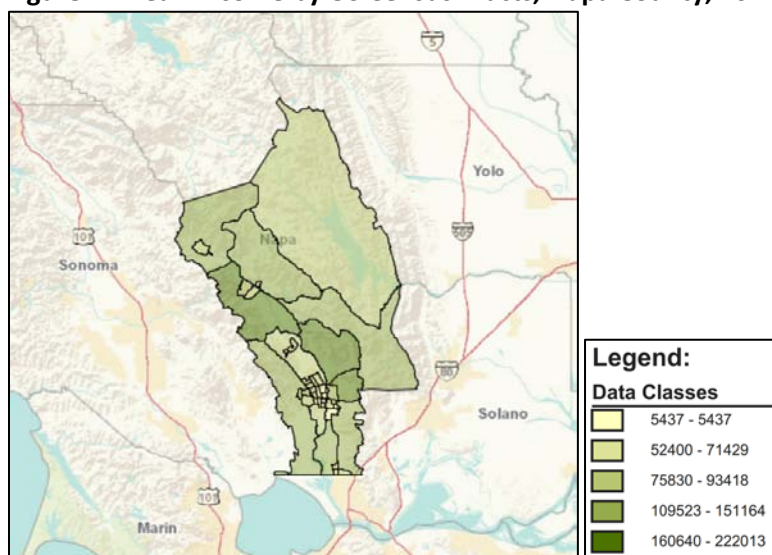 5
Yolo
505
101
Napa
Sonoma
80
Solano
101
Marin
Legend:
Data Classes
5437 - 5437
52400 - 71429
75830 - 93418
109523 - 151164
160640 - 222013